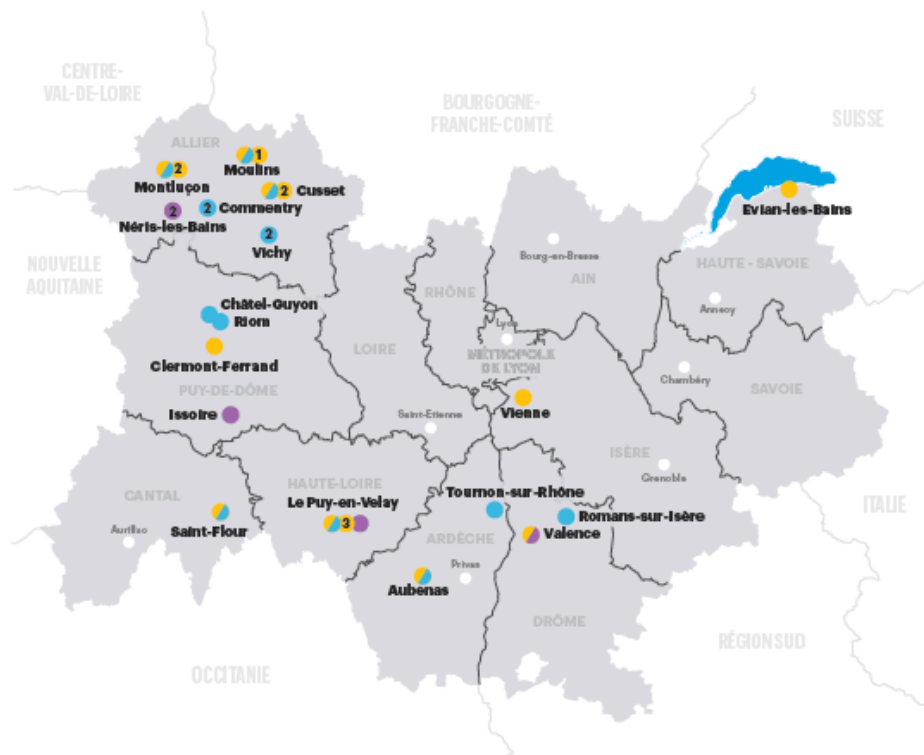 CENTRE-
VAL-DE-LOIRE
BOURGOGNE-
FRANCHE-COMTÉ
SUISSE
ALLIER
1
Moulins
2
Montluçon
2
Cusset
2
Commentry
2
Néris-les-Bains
2
Vichy
Evian-les-Bains
NOUVELLE
AQUITAINE
Bourg-en-Bresse
AIN
HAUTE - SAVOIE
Annecy
RHÔNE
Châtel-Guyon
Riom
Clermont-Ferrand
LOIRE
Lyon
MÉTROPOLE
DE LYON
PUY-DE-DÔME
Chambéry
SAVOIE
Issoire
Saint-Etienne
Vienne
ISÈRE
Grenoble
CANTAL
HAUTE-LOIRE
Le Puy-en-Velay
3
Tournon-sur-Rhône
ITALIE
Aurillac
Saint-Flour
Romans-sur-Isère
Valence
ARDÈCHE
Privas
Aubenas
DRÔME
RÉGION SUD
OCCITANIE